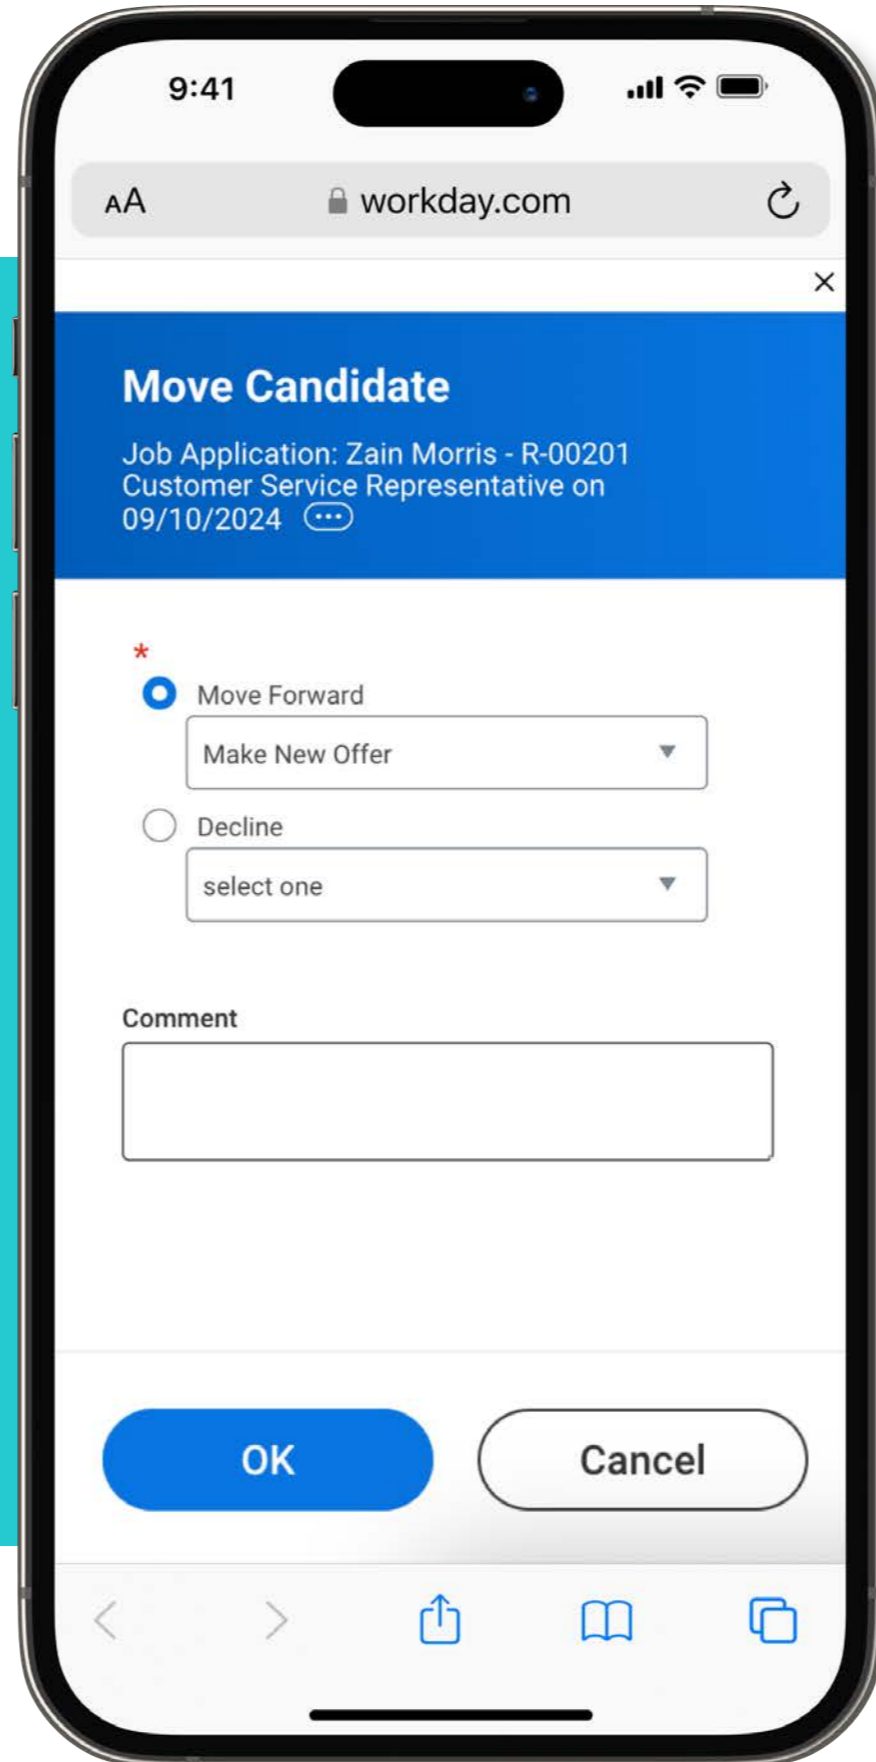 9:41
AA workday.com
Move Candidate
Job Application: Zain Morris - R-00201
Customer Service Representative on
09/10/2024
*
Move Forward
Make New Offer
Decline
select one
Comment
OK Cancel